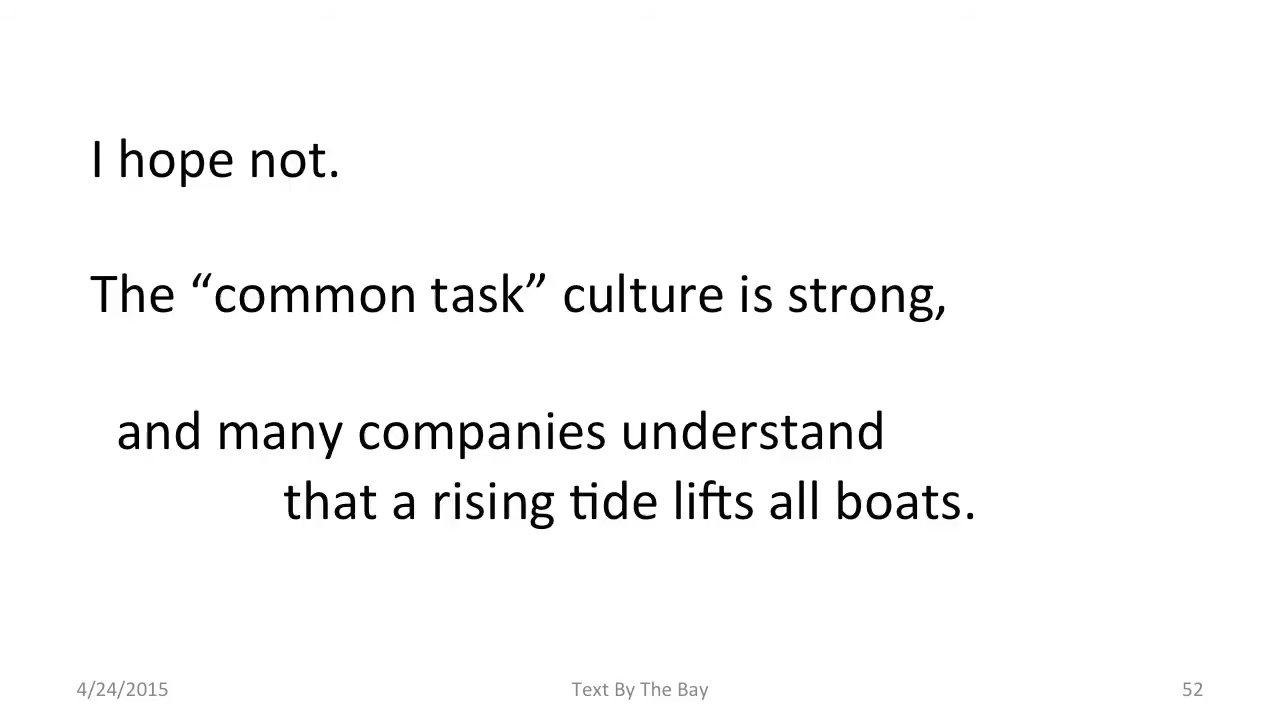 I hope not.
The “common task” culture is strong,
and many companies understand
that a rising tide lifts all boats.
4/24/2015
Text By The Bay
52